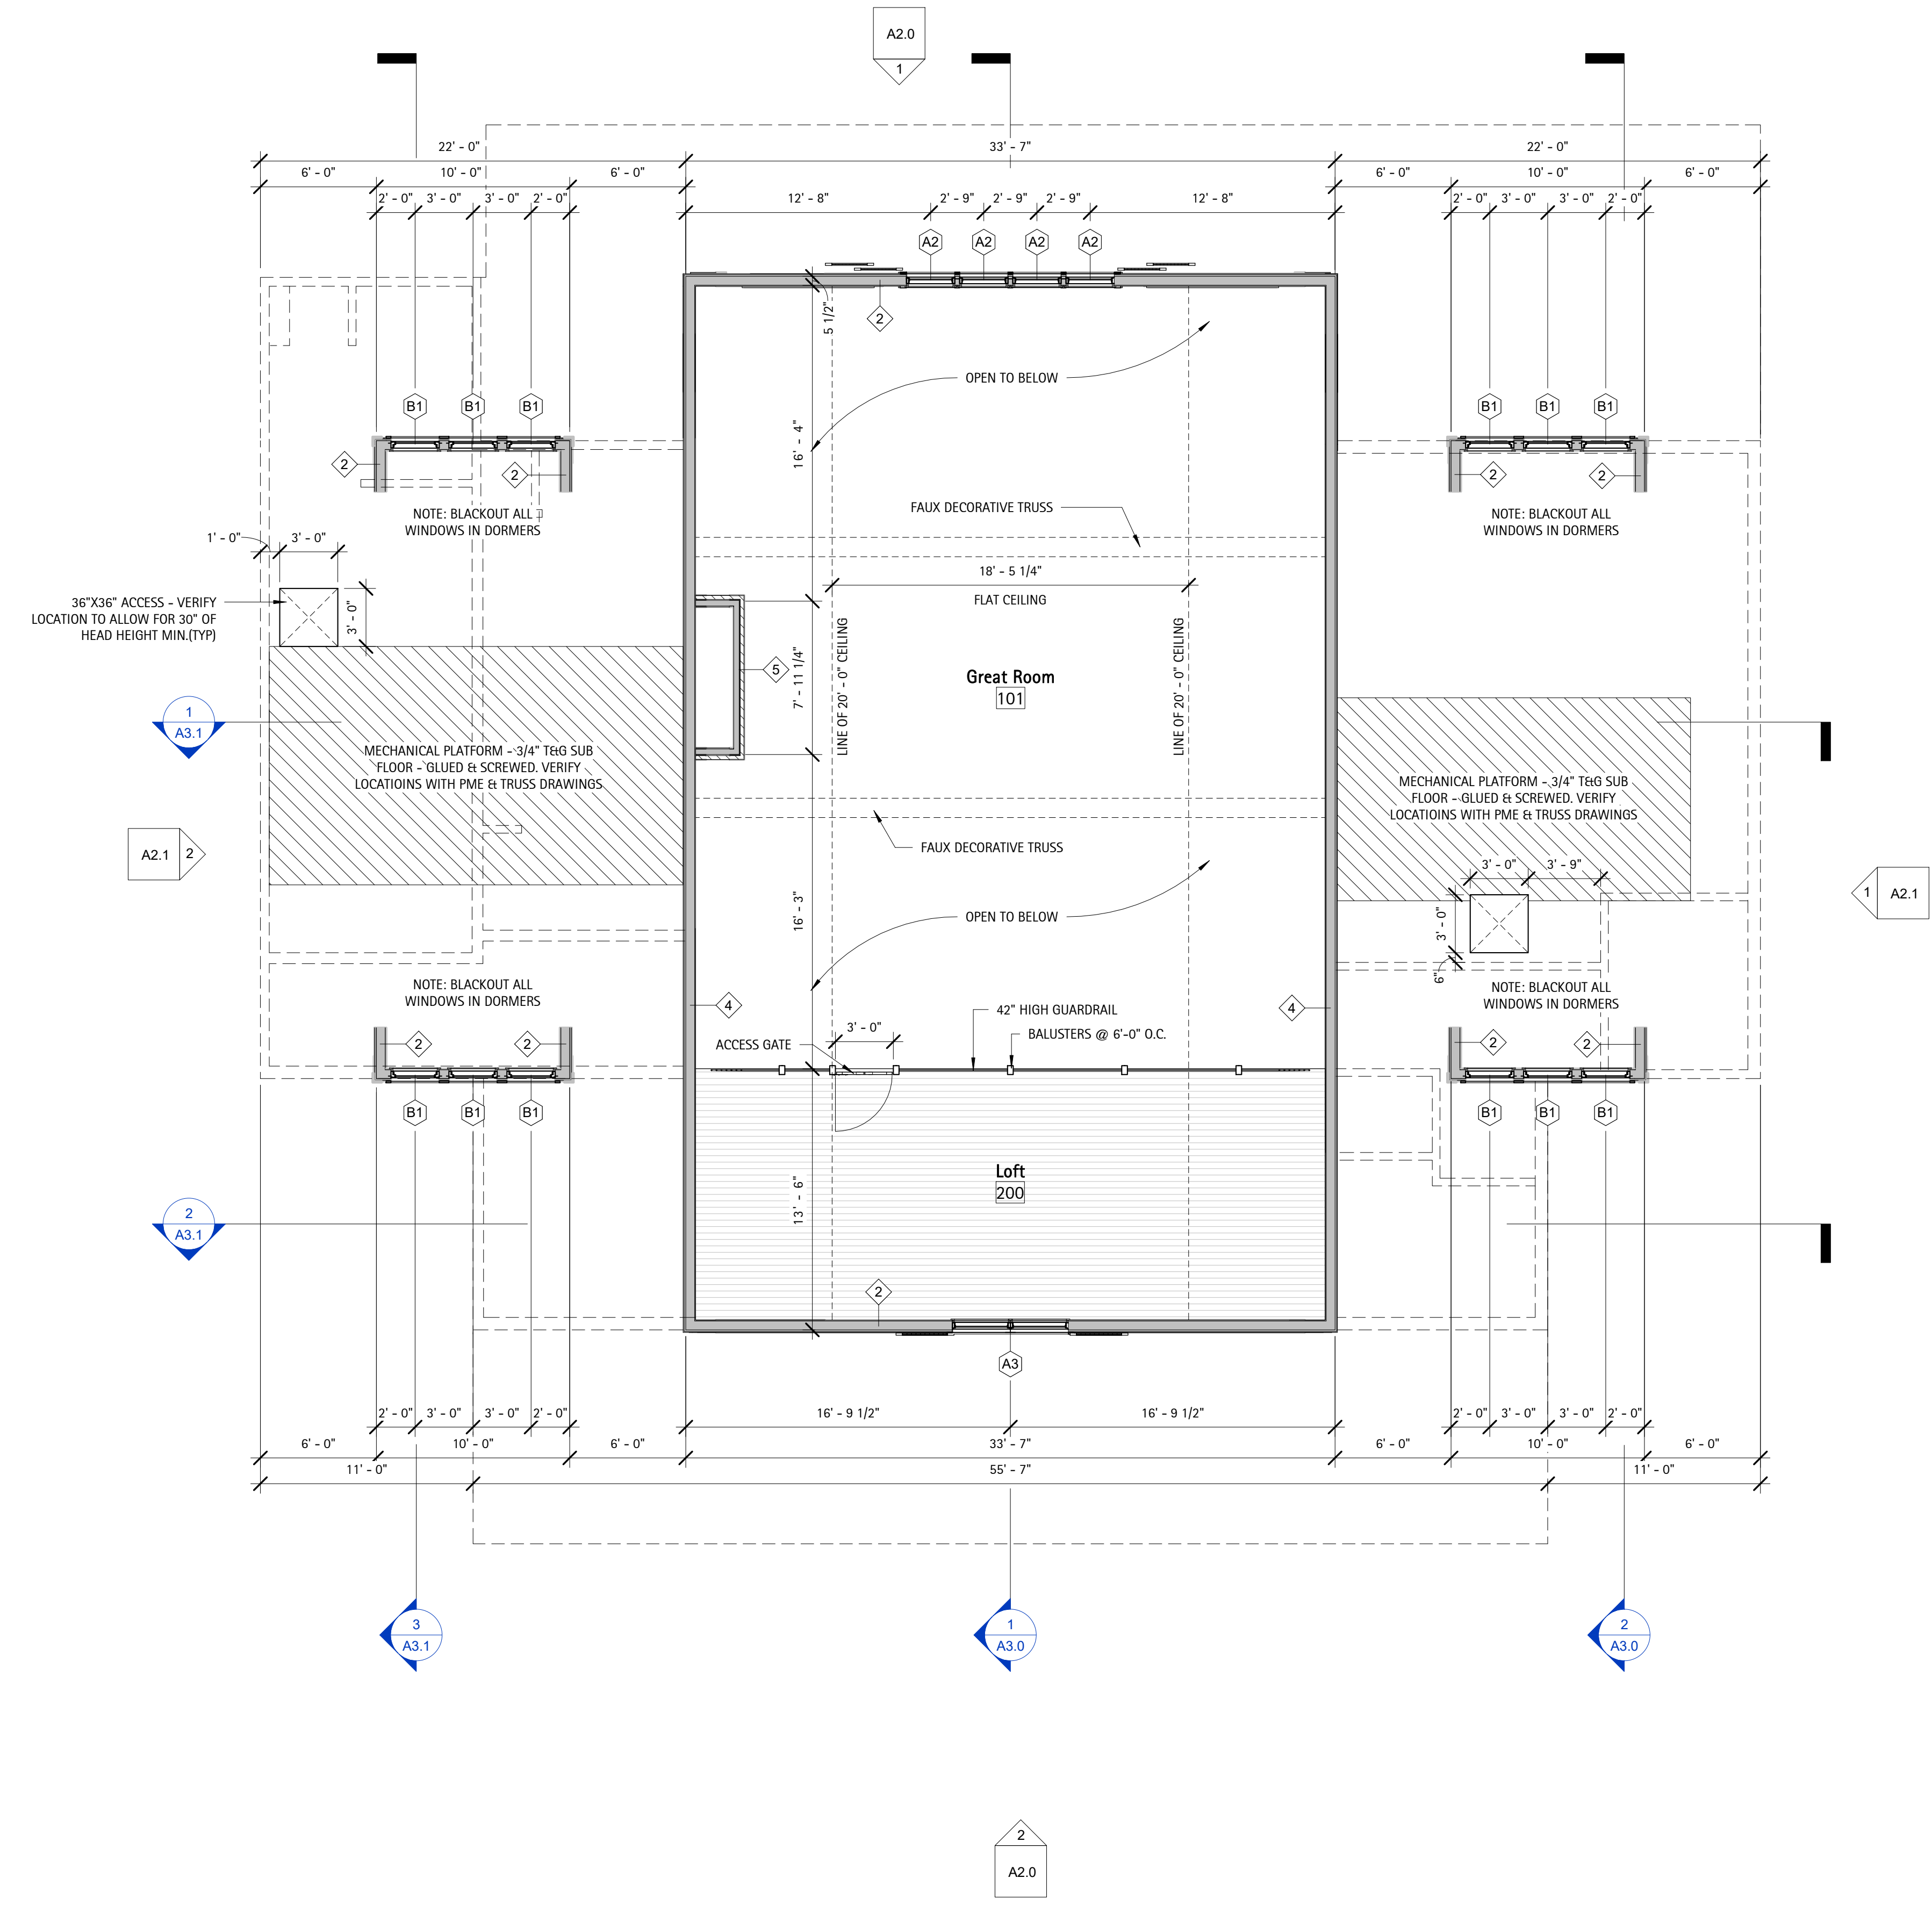 A2.0
1
22' - 0"
33' - 7"
22' - 0"
6' - 0"
10' - 0"
6' - 0"
6' - 0"
10' - 0"
6' - 0"
2' - 0"
3' - 0"
3' - 0"
2' - 0"
12' - 8"
2' - 9"
2' - 9"
2' - 9"
12' - 8"
2' - 0"
3' - 0"
3' - 0"
2' - 0"
A2
A2
A2
A2
5 1/2"
2
OPEN TO BELOW
B1
B1
B1
B1
B1
B1
16' - 4"
2
2
2
2
NOTE: BLACKOUT ALL
WINDOWS IN DORMERS
FAUX DECORATIVE TRUSS
NOTE: BLACKOUT ALL
WINDOWS IN DORMERS
1' - 0"
3' - 0"
18' - 5 1/4"
FLAT CEILING
36"X36" ACCESS - VERIFY
LOCATION TO ALLOW FOR 30" OF
HEAD HEIGHT MIN.(TYP)
3' - 0"
7' - 11 1/4"
5
LINE OF 20' - 0" CEILING
LINE OF 20' - 0" CEILING
Great Room
101
1
A3.1
MECHANICAL PLATFORM - 3/4" T&G SUB
FLOOR - GLUED & SCREWED. VERIFY
LOCATIOINS WITH PME & TRUSS DRAWINGS
MECHANICAL PLATFORM - 3/4" T&G SUB
FLOOR - GLUED & SCREWED. VERIFY
LOCATIOINS WITH PME & TRUSS DRAWINGS
A2.1
2
FAUX DECORATIVE TRUSS
3' - 0"
3' - 9"
1
A2.1
16' - 3"
OPEN TO BELOW
3' - 0"
6"
NOTE: BLACKOUT ALL
WINDOWS IN DORMERS
NOTE: BLACKOUT ALL
WINDOWS IN DORMERS
4
4
42" HIGH GUARDRAIL
BALUSTERS @ 6'-0" O.C.
3' - 0"
ACCESS GATE
2
2
2
2
B1
B1
B1
B1
B1
B1
Loft
200
13' - 6"
2
A3.1
2
A3
2' - 0"
3' - 0"
3' - 0"
2' - 0"
16' - 9 1/2"
16' - 9 1/2"
2' - 0"
3' - 0"
3' - 0"
2' - 0"
6' - 0"
10' - 0"
6' - 0"
33' - 7"
6' - 0"
10' - 0"
6' - 0"
11' - 0"
55' - 7"
11' - 0"
3
A3.1
1
A3.0
2
A3.0
2
A2.0